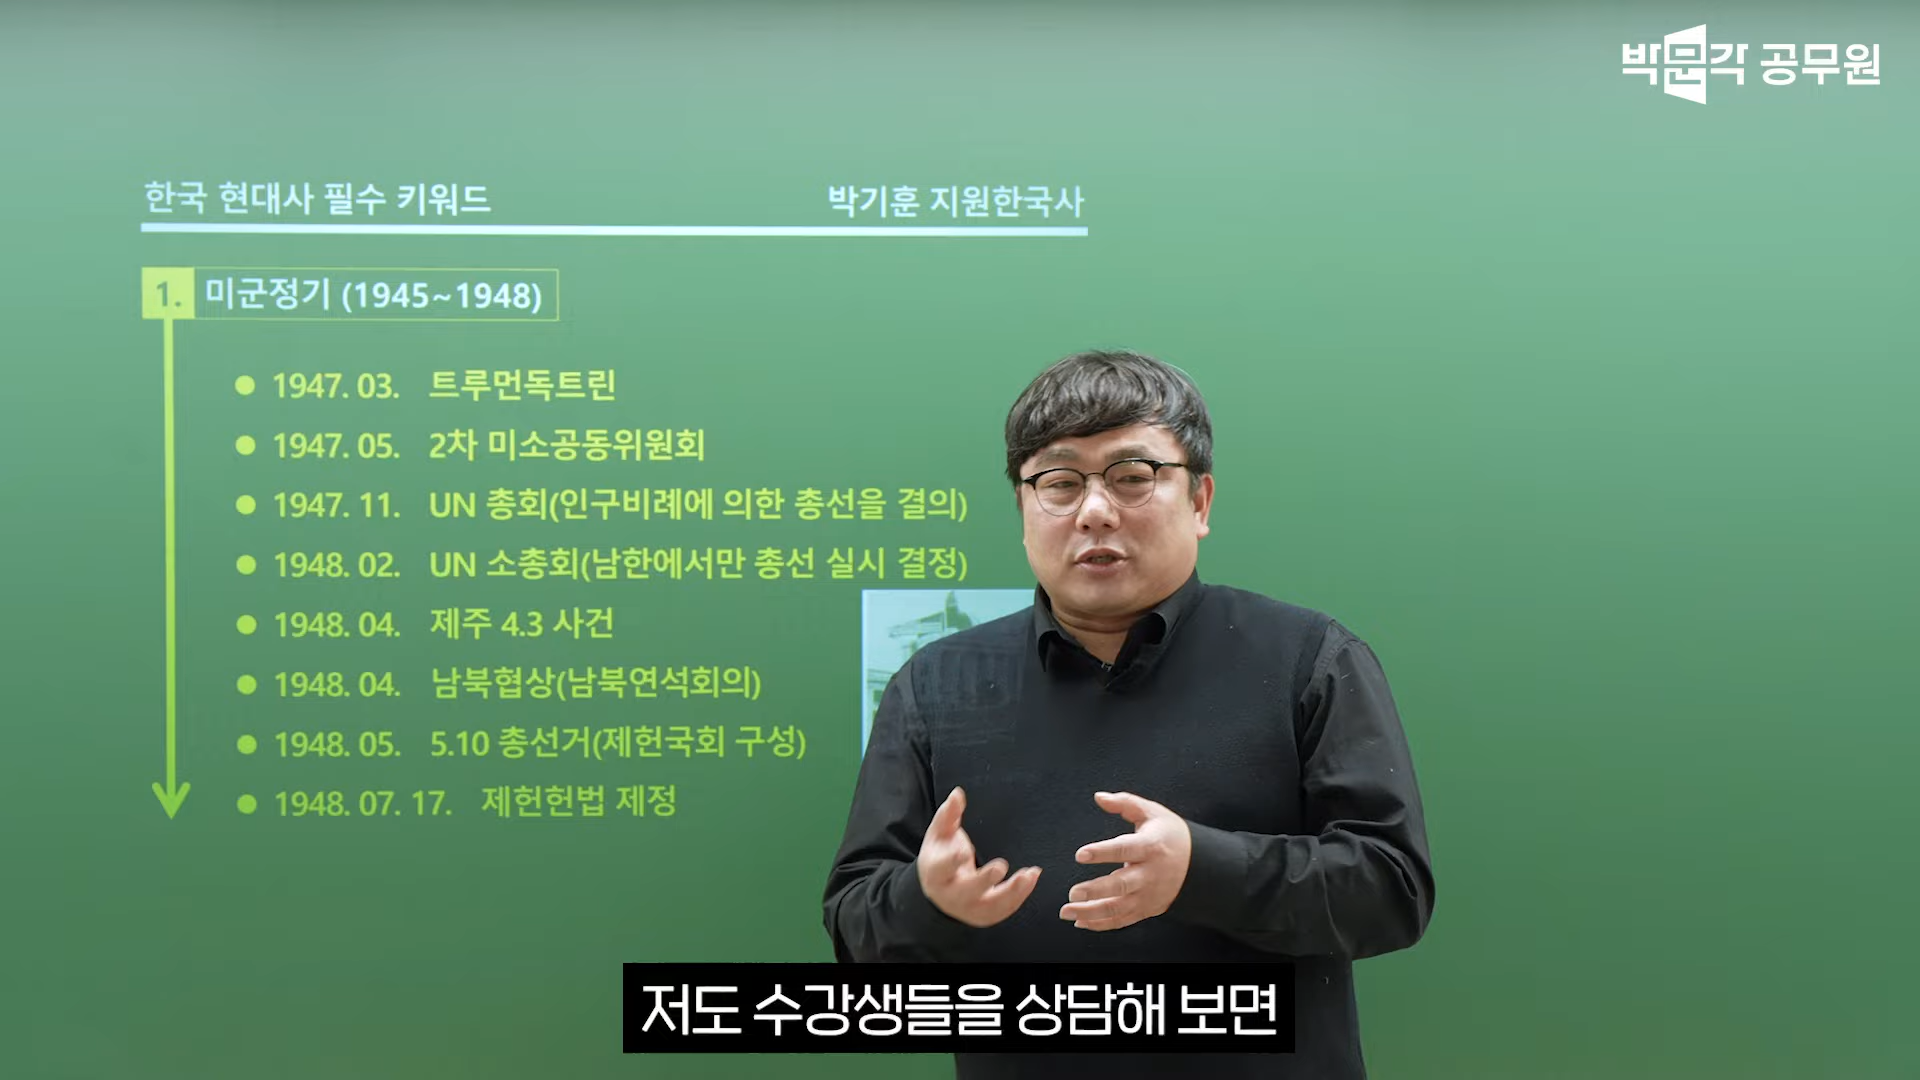 박문각 공무원
한국 현대사 필수 키워드
박기훈 지원한국사
1. 미군정기 (1945~1948)
● 1947. 03. 트루먼독트린
● 1947. 05. 2차 미소공동위원회
● 1947. 11. UN 총회(인구비례에 의한 총선을 결의)
● 1948. 02. UN 소총회(남한에서만 총선 실시 결정)
● 1948. 04. 제주 4.3 사건
● 1948. 04. 남북협상(남북연석회의)
● 1948. 05. 5.10 총선거(제헌국회 구성)
● 1948. 07. 17. 제헌헌법 제정
저도 수강생들을 상담해 보면